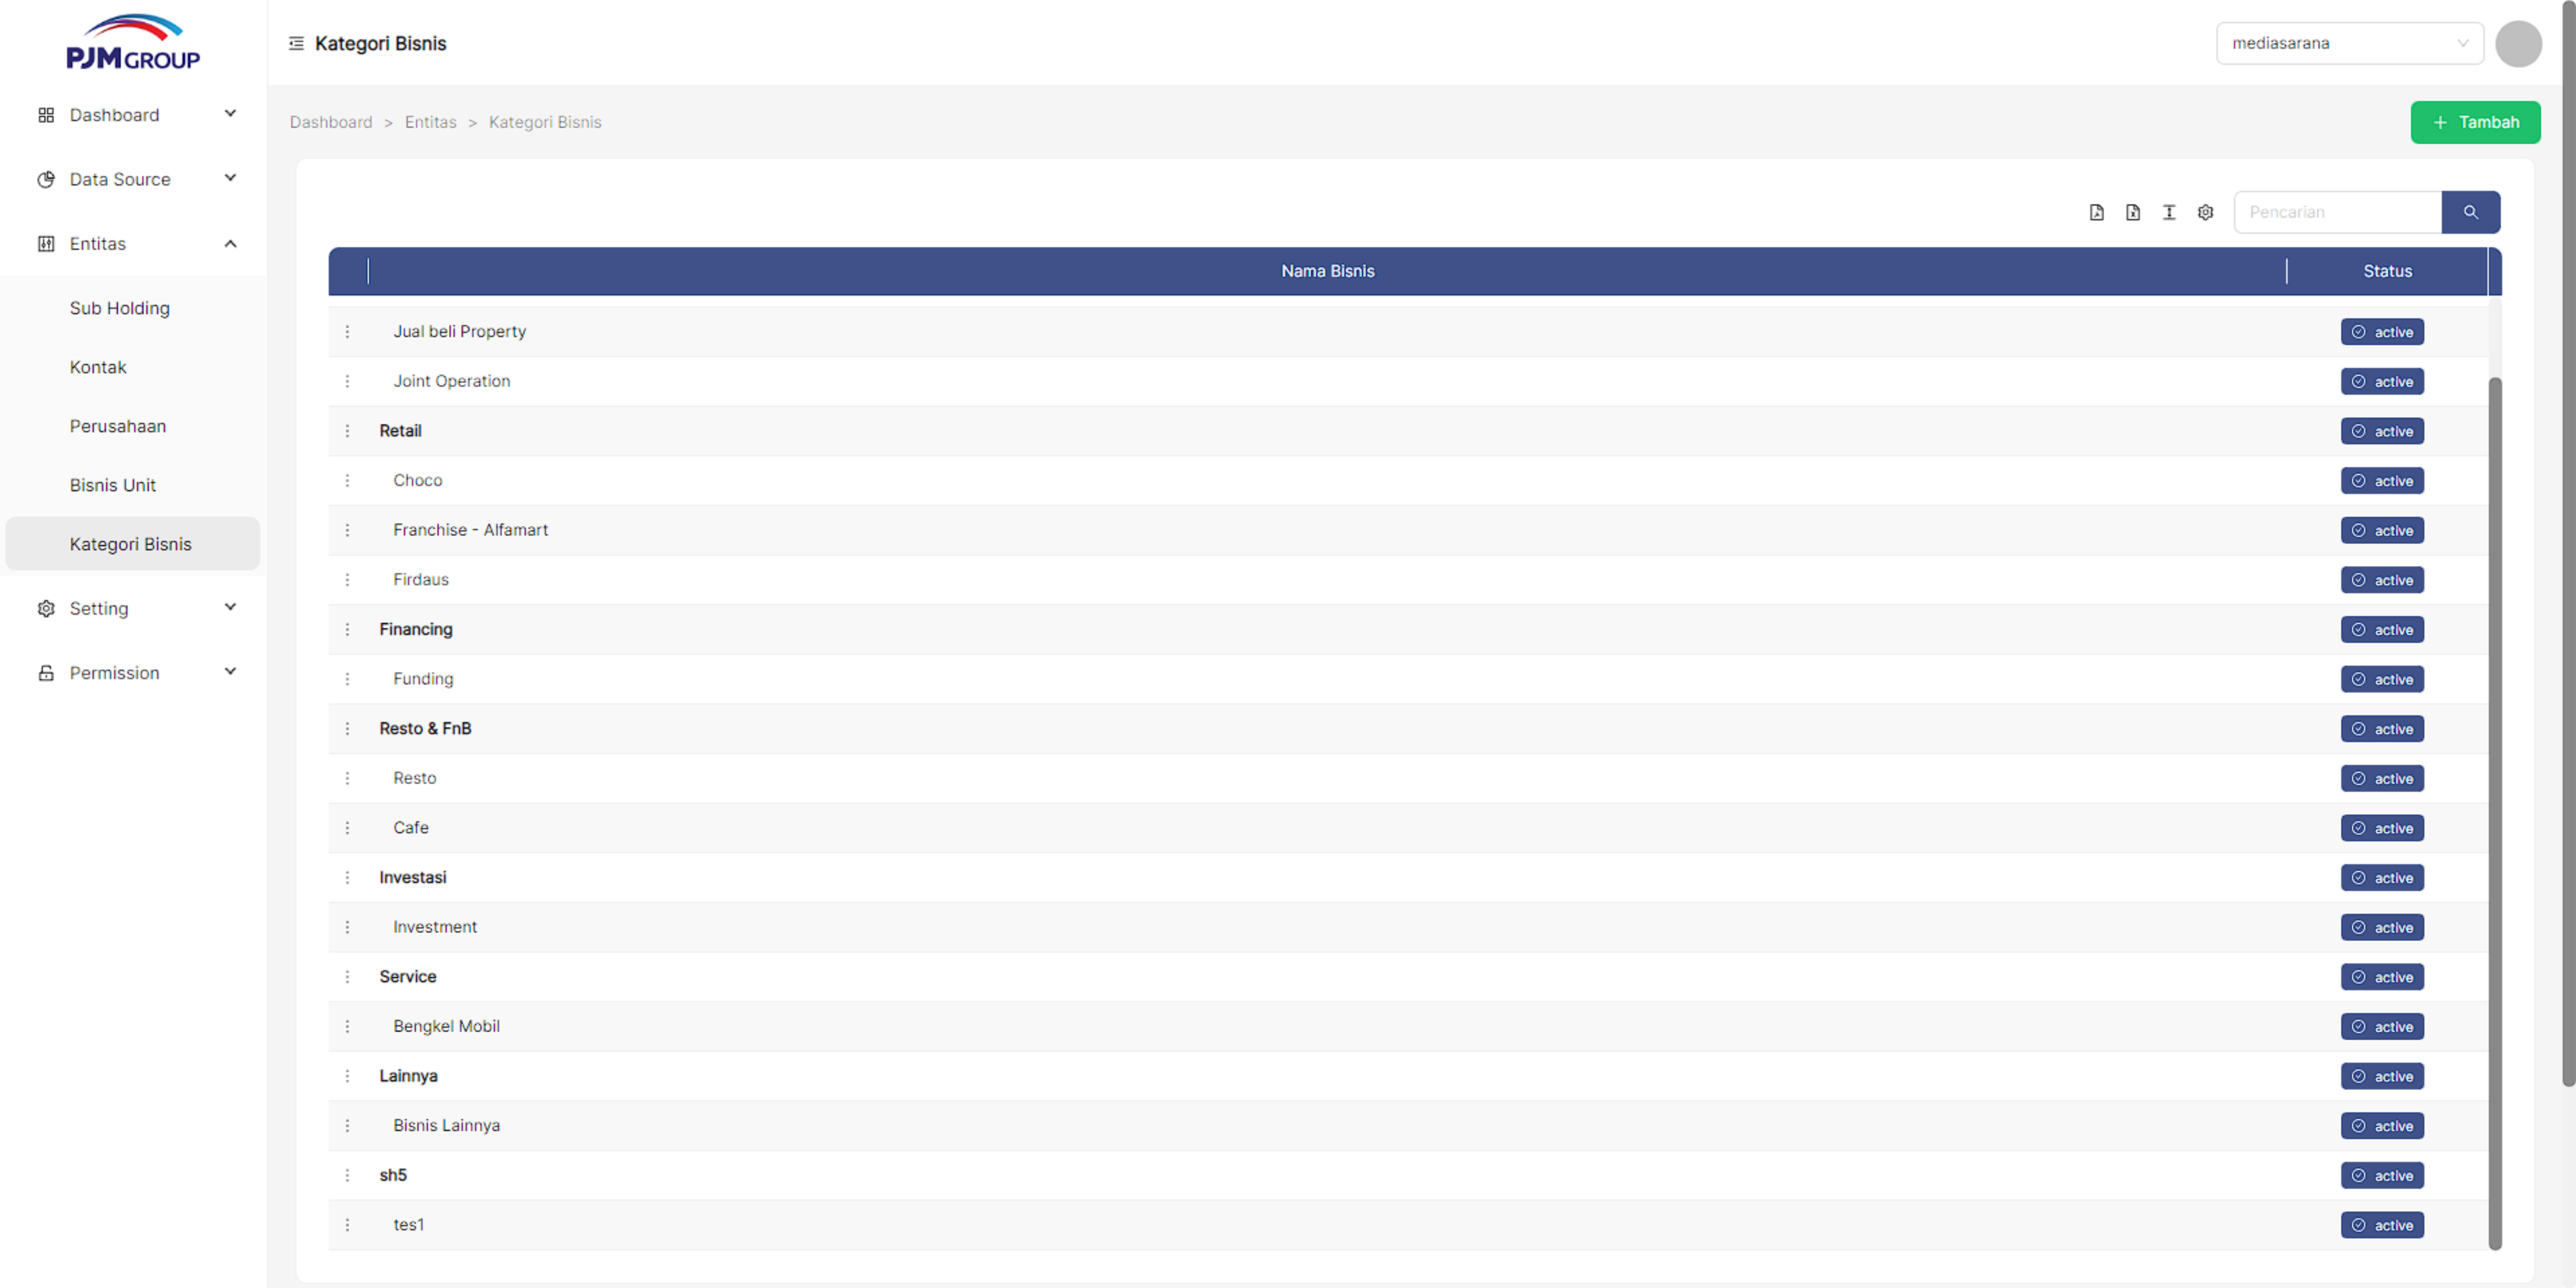 PJM GROUP
Dashboard
Data Source
Entitas
Sub Holding
Kontak
Perusahaan
Bisnis Unit
Kategori Bisnis
Setting
Permission
Kategori Bisnis
mediasarana
Dashboard > Entitas > Kategori Bisnis
+ Tambah
Pencarian
Nama Bisnis Status
Jual beli Property active
Joint Operation active
Retail active
Choco active
Franchise - Alfamart active
Firdaus active
Financing active
Funding active
Resto & FnB active
Resto active
Cafe active
Investasi active
Investment active
Service active
Bengkel Mobil active
Lainnya active
Bisnis Lainnya active
sh5 active
tes1 active